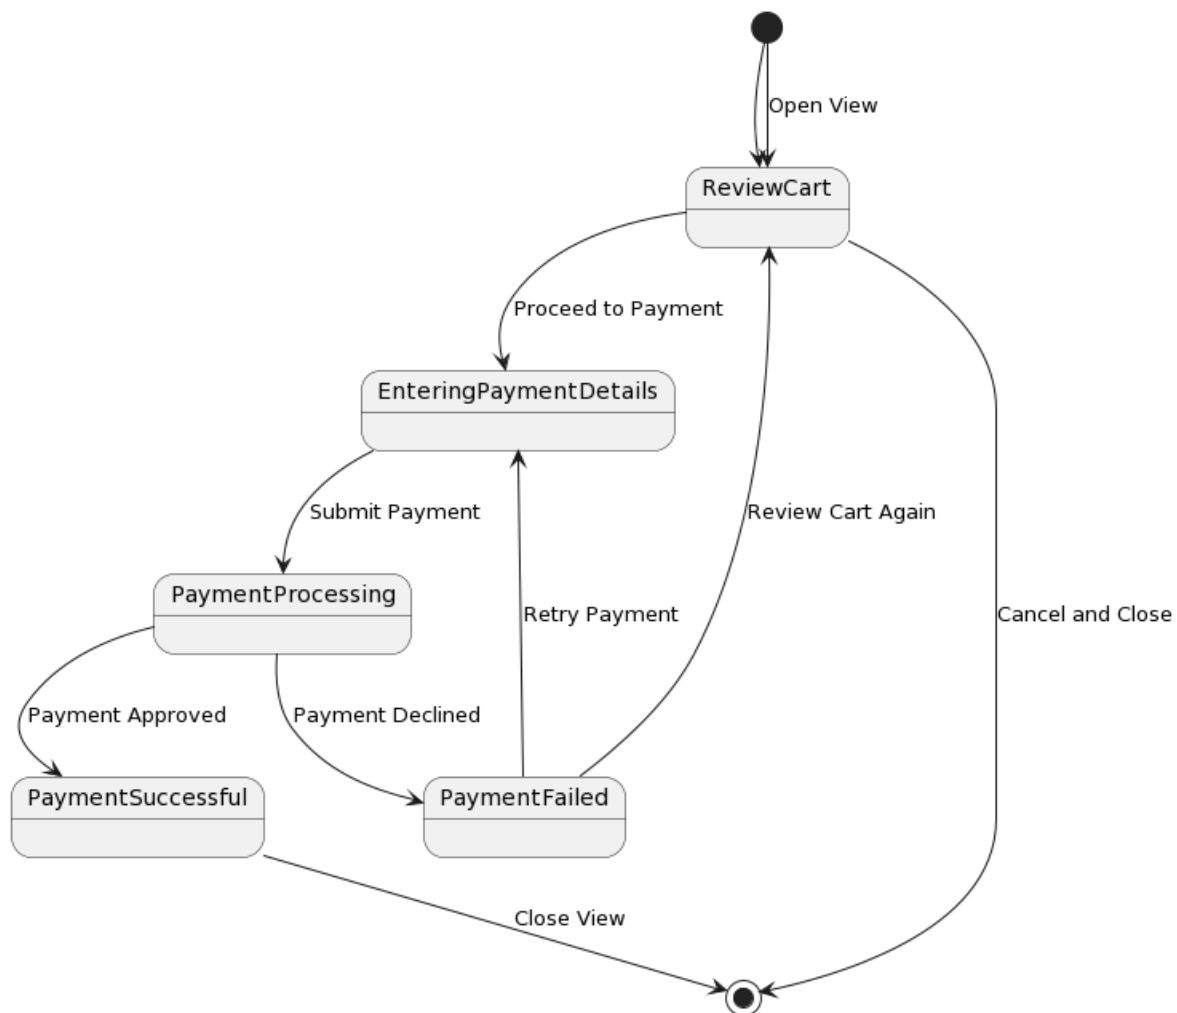 Open View
ReviewCart
Proceed to Payment
EnteringPaymentDetails
Submit Payment
Review Cart Again
PaymentProcessing
Retry Payment
Cancel and Close
Payment Approved
Payment Declined
PaymentSuccessful
PaymentFailed
Close View